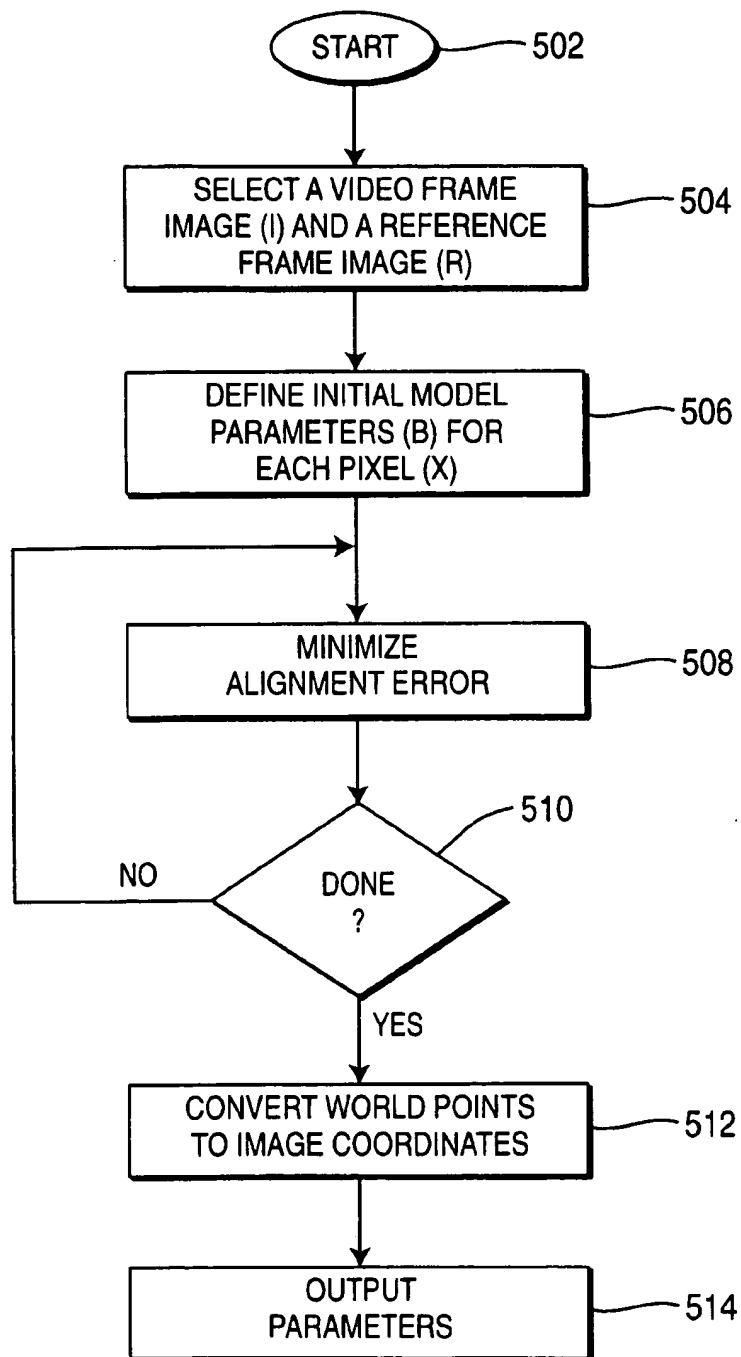 START
502
SELECT A VIDEO FRAME
IMAGE (I) AND A REFERENCE
FRAME IMAGE (R)
504
DEFINE INITIAL MODEL
PARAMETERS (B) FOR
EACH PIXEL (X)
506
MINIMIZE
ALIGNMENT ERROR
508
510
NO
DONE
?
YES
CONVERT WORLD POINTS
TO IMAGE COORDINATES
512
OUTPUT
PARAMETERS
514